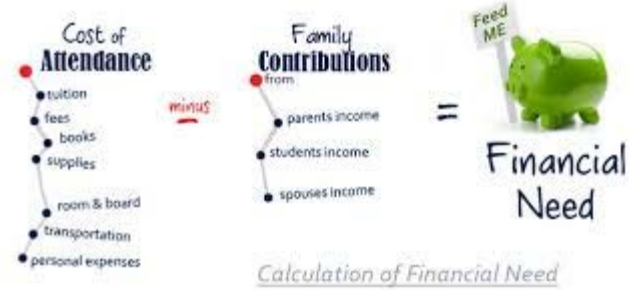 Cost of
Attendance
tuition
fees
books
supplies
room & board
transportation
personal expenses
minus
Family
Contributions
from
parents income
students income
spouses income
=
Feed
ME
Financial
Need
Calculation of Financial Need